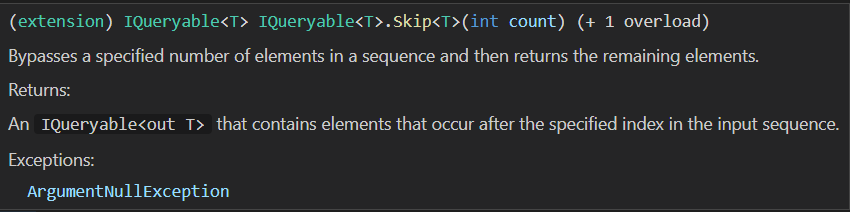 (extension) IQueryable<T> IQueryable<T>.Skip<T>(int count) (+ 1 overload)
Bypasses a specified number of elements in a sequence and then returns the remaining elements.
Returns:
An IQueryable<out T> that contains elements that occur after the specified index in the input sequence.
Exceptions:
ArgumentNullException